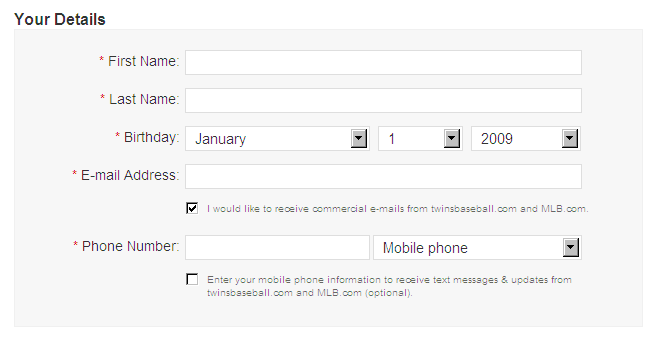 Your Details
* First Name:
* Last Name:
* Birthday: January 1 2009
* E-mail Address:
I would like to receive commercial e-mails from twinsbaseball.com and MLB.com.
* Phone Number: Mobile phone
Enter your mobile phone information to receive text messages & updates from
twinsbaseball.com and MLB.com (optional).